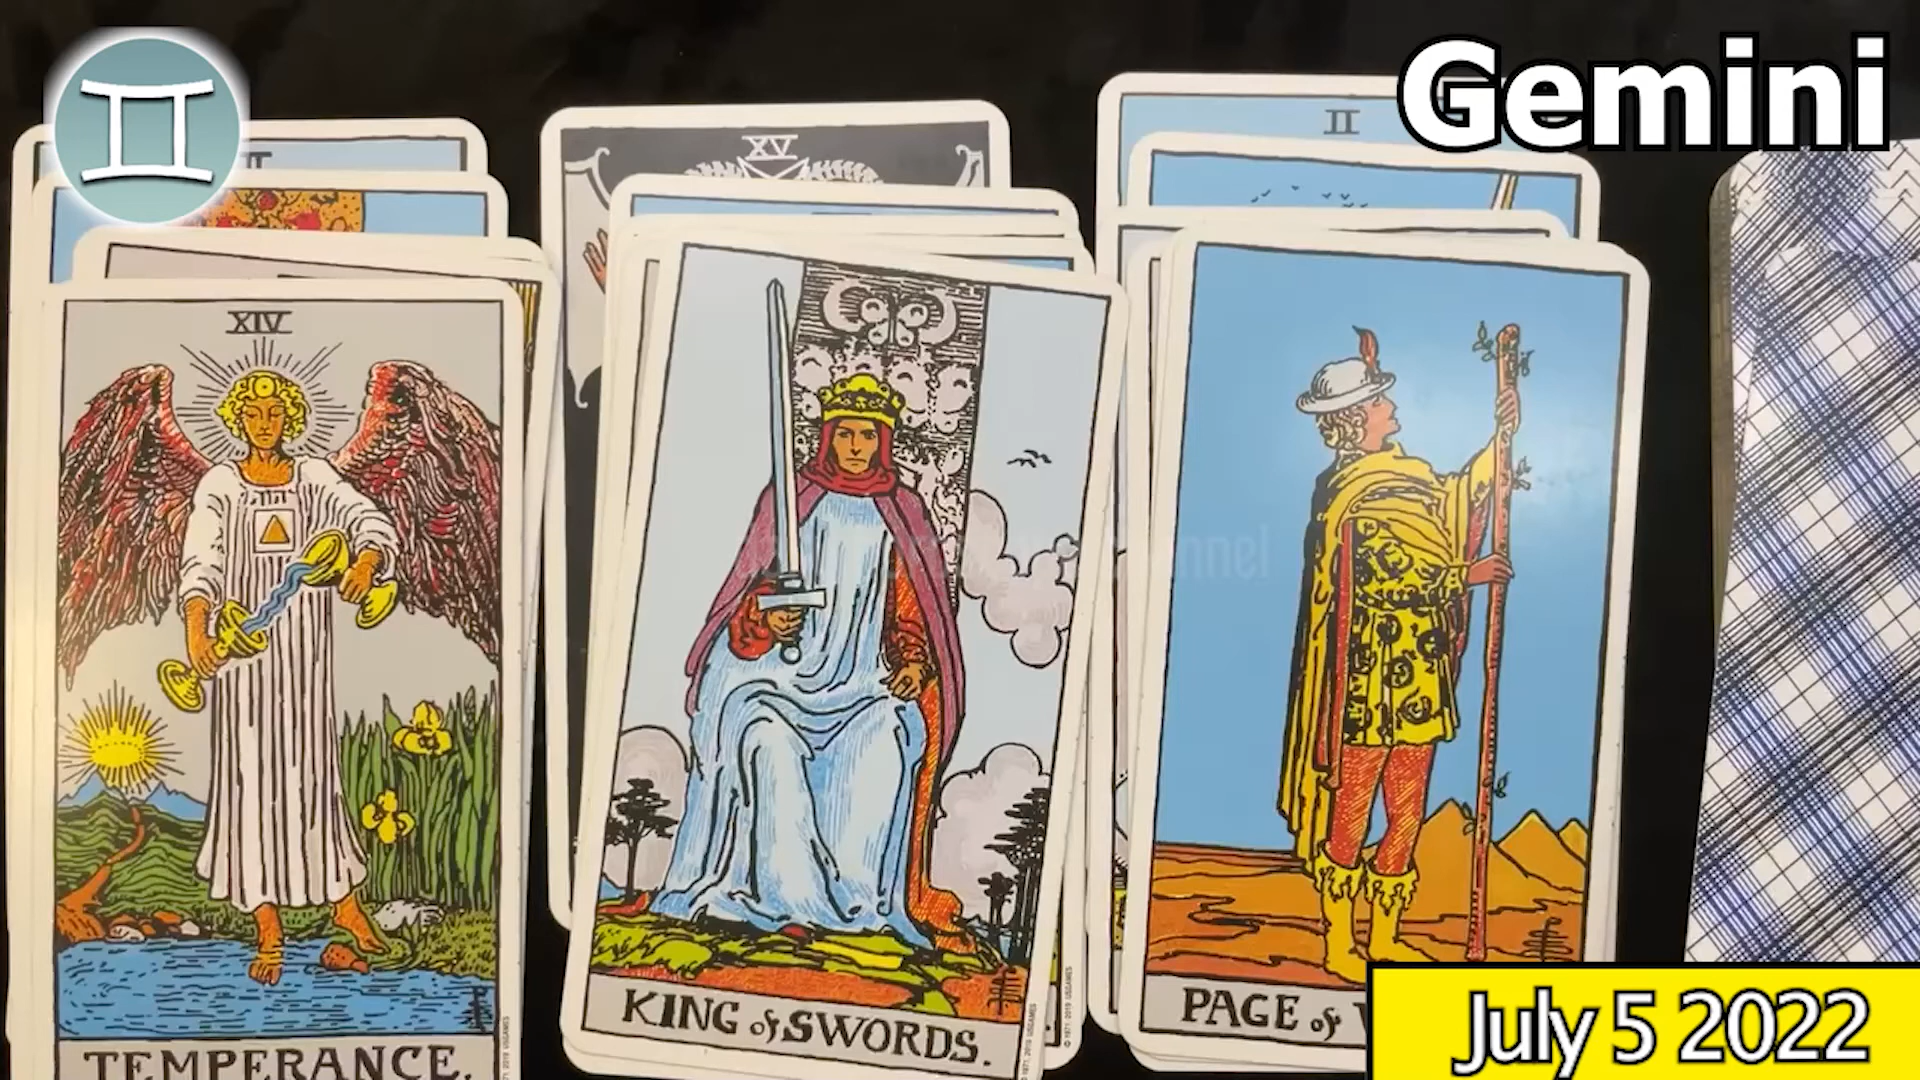 Gemini
II
XV
XIV
TEMPERANCE.
KING of SWORDS.
PAGE of
July 5 2022